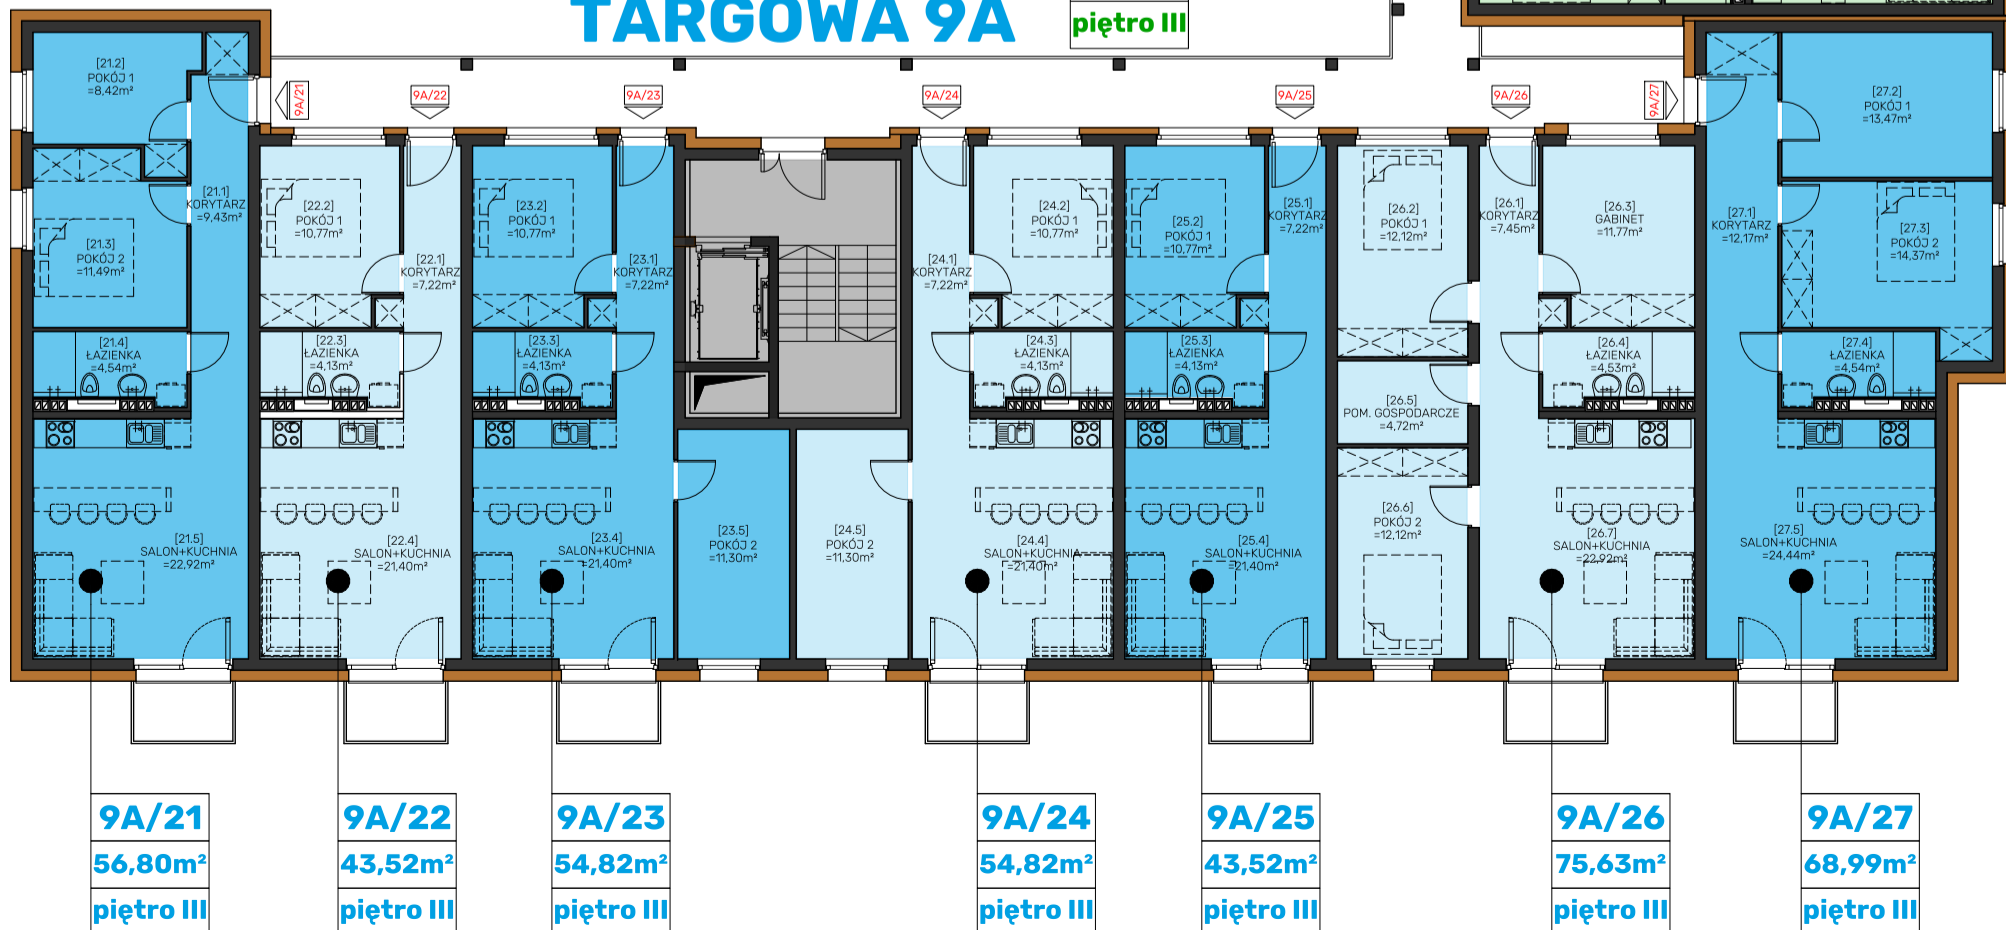 TARGOWA 9A
piętro III
9A/21
9A/22
9A/23
9A/24
9A/25
9A/26
9A/27
[21.2]
POKÓJ 1
=8,42m²
[21.1]
KORYTARZ
=9,43m²
[21.3]
POKÓJ 2
=11,49m²
[21.4]
ŁAZIENKA
=4,54m²
[21.5]
SALON+KUCHNIA
=22,92m²
[22.2]
POKÓJ 1
=10,77m²
[22.1]
KORYTARZ
=7,22m²
[22.3]
ŁAZIENKA
=4,13m²
[22.4]
SALON+KUCHNIA
=21,40m²
[23.2]
POKÓJ 1
=10,77m²
[23.1]
KORYTARZ
=7,22m²
[23.3]
ŁAZIENKA
=4,13m²
[23.4]
SALON+KUCHNIA
=21,40m²
[23.5]
POKÓJ 2
=11,30m²
[24.5]
POKÓJ 2
=11,30m²
[24.1]
KORYTARZ
=7,22m²
[24.2]
POKÓJ 1
=10,77m²
[24.3]
ŁAZIENKA
=4,13m²
[24.4]
SALON+KUCHNIA
=21,40m²
[25.2]
POKÓJ 1
=10,77m²
[25.1]
KORYTARZ
=7,22m²
[25.3]
ŁAZIENKA
=4,13m²
[25.4]
SALON+KUCHNIA
=21,40m²
[26.2]
POKÓJ 1
=12,12m²
[26.1]
KORYTARZ
=7,45m²
[26.3]
GABINET
=11,77m²
[26.4]
ŁAZIENKA
=4,53m²
[26.5]
POM. GOSPODARCZE
=4,72m²
[26.6]
POKÓJ 2
=12,12m²
[26.7]
SALON+KUCHNIA
=22,92m²
[27.1]
KORYTARZ
=12,17m²
[27.2]
POKÓJ 1
=13,47m²
[27.3]
POKÓJ 2
=14,37m²
[27.4]
ŁAZIENKA
=4,54m²
[27.5]
SALON+KUCHNIA
=24,44m²
9A/21
56,80m²
piętro III
9A/22
43,52m²
piętro III
9A/23
54,82m²
piętro III
9A/24
54,82m²
piętro III
9A/25
43,52m²
piętro III
9A/26
75,63m²
piętro III
9A/27
68,99m²
piętro III